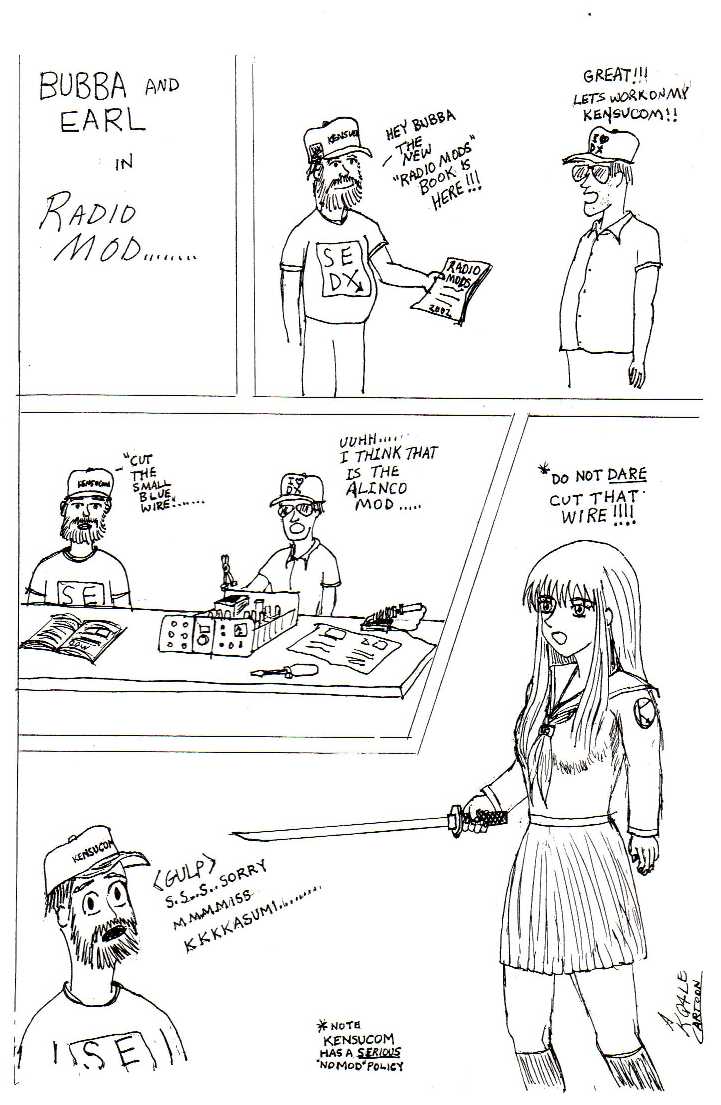 BUBBA AND
EARL
IN
RADIO
MOD........
KENSUCOM
HEY BUBBA
THE
NEW
"RADIO MODS"
BOOK IS
HERE!!!
SE
DX
RADIO
MODS
2002
GREAT!!!
LETS WORK ON MY
KENSUCOM!!
I ♥
DX
"CUT
THE
SMALL
BLUE
WIRE"......
KENSUCOM
SE
UUHH......
I THINK THAT
IS THE
ALINCO
MOD .....
I ♥
DX
*DO NOT DARE
CUT THAT
WIRE!!!!
KENSUCOM
<GULP>
S..S...S..SORRY
M.M.M.MISS
KKKKASUMI..........
SE
*NOTE
KENSUCOM
HAS A SERIOUS
"NO MOD" POLICY
A
KQ4LE
CARTOON